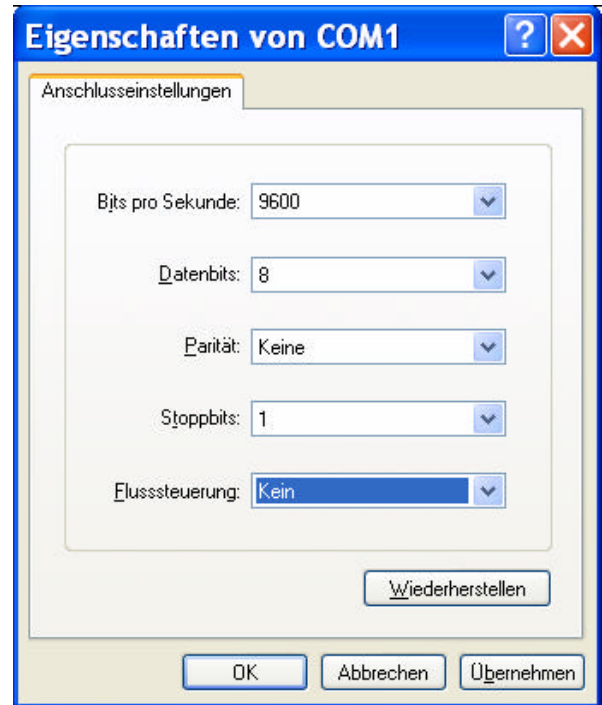 Eigenschaften von COM1 ?
Anschlusseinstellungen
Bits pro Sekunde: 9600
Datenbits: 8
Parität: Keine
Stoppbits: 1
Flusssteuerung: Kein
Wiederherstellen
OK Abbrechen Übernehmen